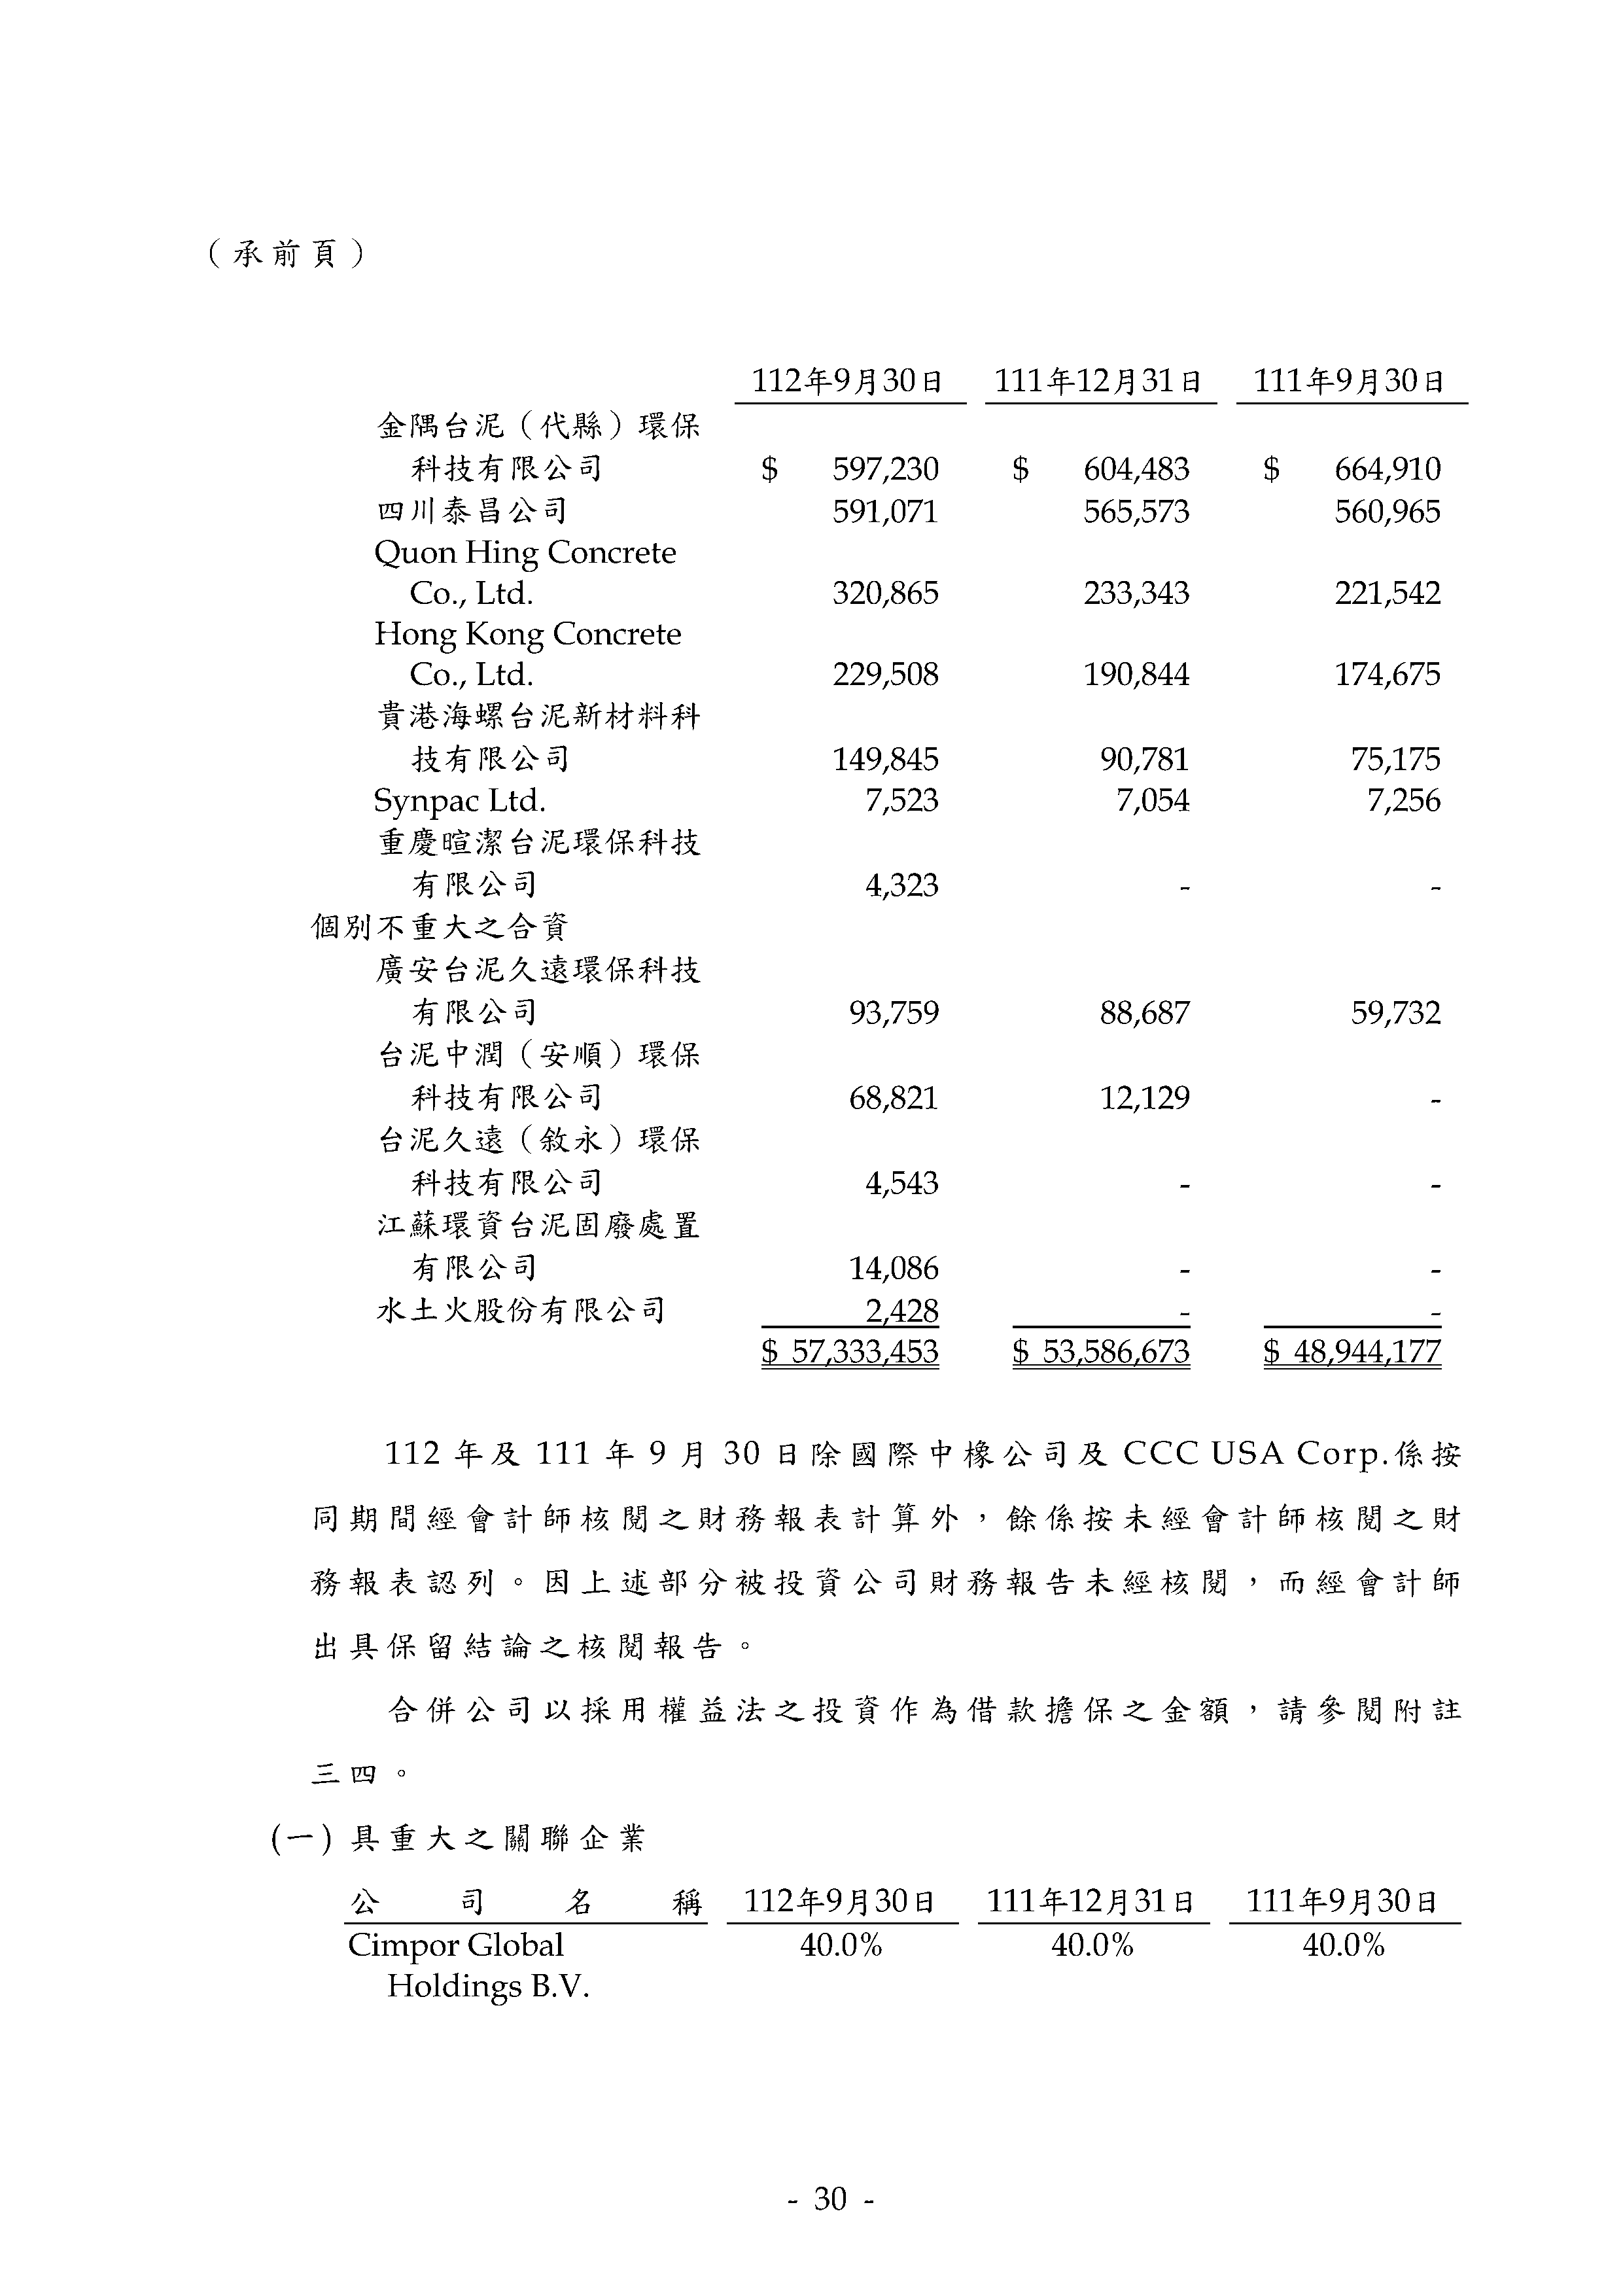 （承前頁）
112年9月30日 111年12月31日 111年9月30日
金隅台泥（代縣）環保
科技有限公司 $ 597,230 $ 604,483 $ 664,910
四川泰昌公司 591,071 565,573 560,965
Quon Hing Concrete
Co., Ltd. 320,865 233,343 221,542
Hong Kong Concrete
Co., Ltd. 229,508 190,844 174,675
貴港海螺台泥新材料科
技有限公司 149,845 90,781 75,175
Synpac Ltd. 7,523 7,054 7,256
重慶暄潔台泥環保科技
有限公司 4,323 - -
個別不重大之合資
廣安台泥久遠環保科技
有限公司 93,759 88,687 59,732
台泥中潤（安順）環保
科技有限公司 68,821 12,129 -
台泥久遠（敘永）環保
科技有限公司 4,543 - -
江蘇環資台泥固廢處置
有限公司 14,086 - -
水土火股份有限公司 2,428 - -
$ 57,333,453 $ 53,586,673 $ 48,944,177
112 年及 111 年 9 月 30 日除國際中橡公司及 CCC USA Corp.係按
同期間經會計師核閱之財務報表計算外，餘係按未經會計師核閱之財
務報表認列。因上述部分被投資公司財務報告未經核閱，而經會計師
出具保留結論之核閱報告。
合併公司以採用權益法之投資作為借款擔保之金額，請參閱附註
三四。
(一) 具重大之關聯企業
公司名稱 112年9月30日 111年12月31日 111年9月30日
Cimpor Global 40.0% 40.0% 40.0%
Holdings B.V.
- 30 -